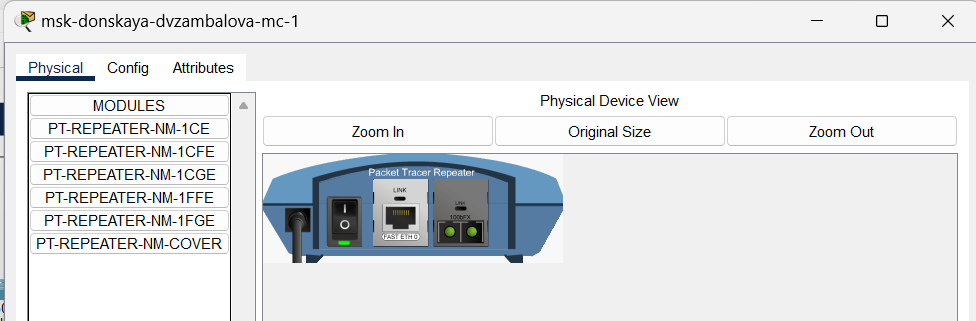 msk-donskaya-dvzambalova-mc-1
Physical Config Attributes
MODULES
PT-REPEATER-NM-1CE
PT-REPEATER-NM-1CFE
PT-REPEATER-NM-1CGE
PT-REPEATER-NM-1FFE
PT-REPEATER-NM-1FGE
PT-REPEATER-NM-COVER
Physical Device View
Zoom In Original Size Zoom Out
Packet Tracer Repeater
LINK
LINK
100bFX
FAST ETH 0